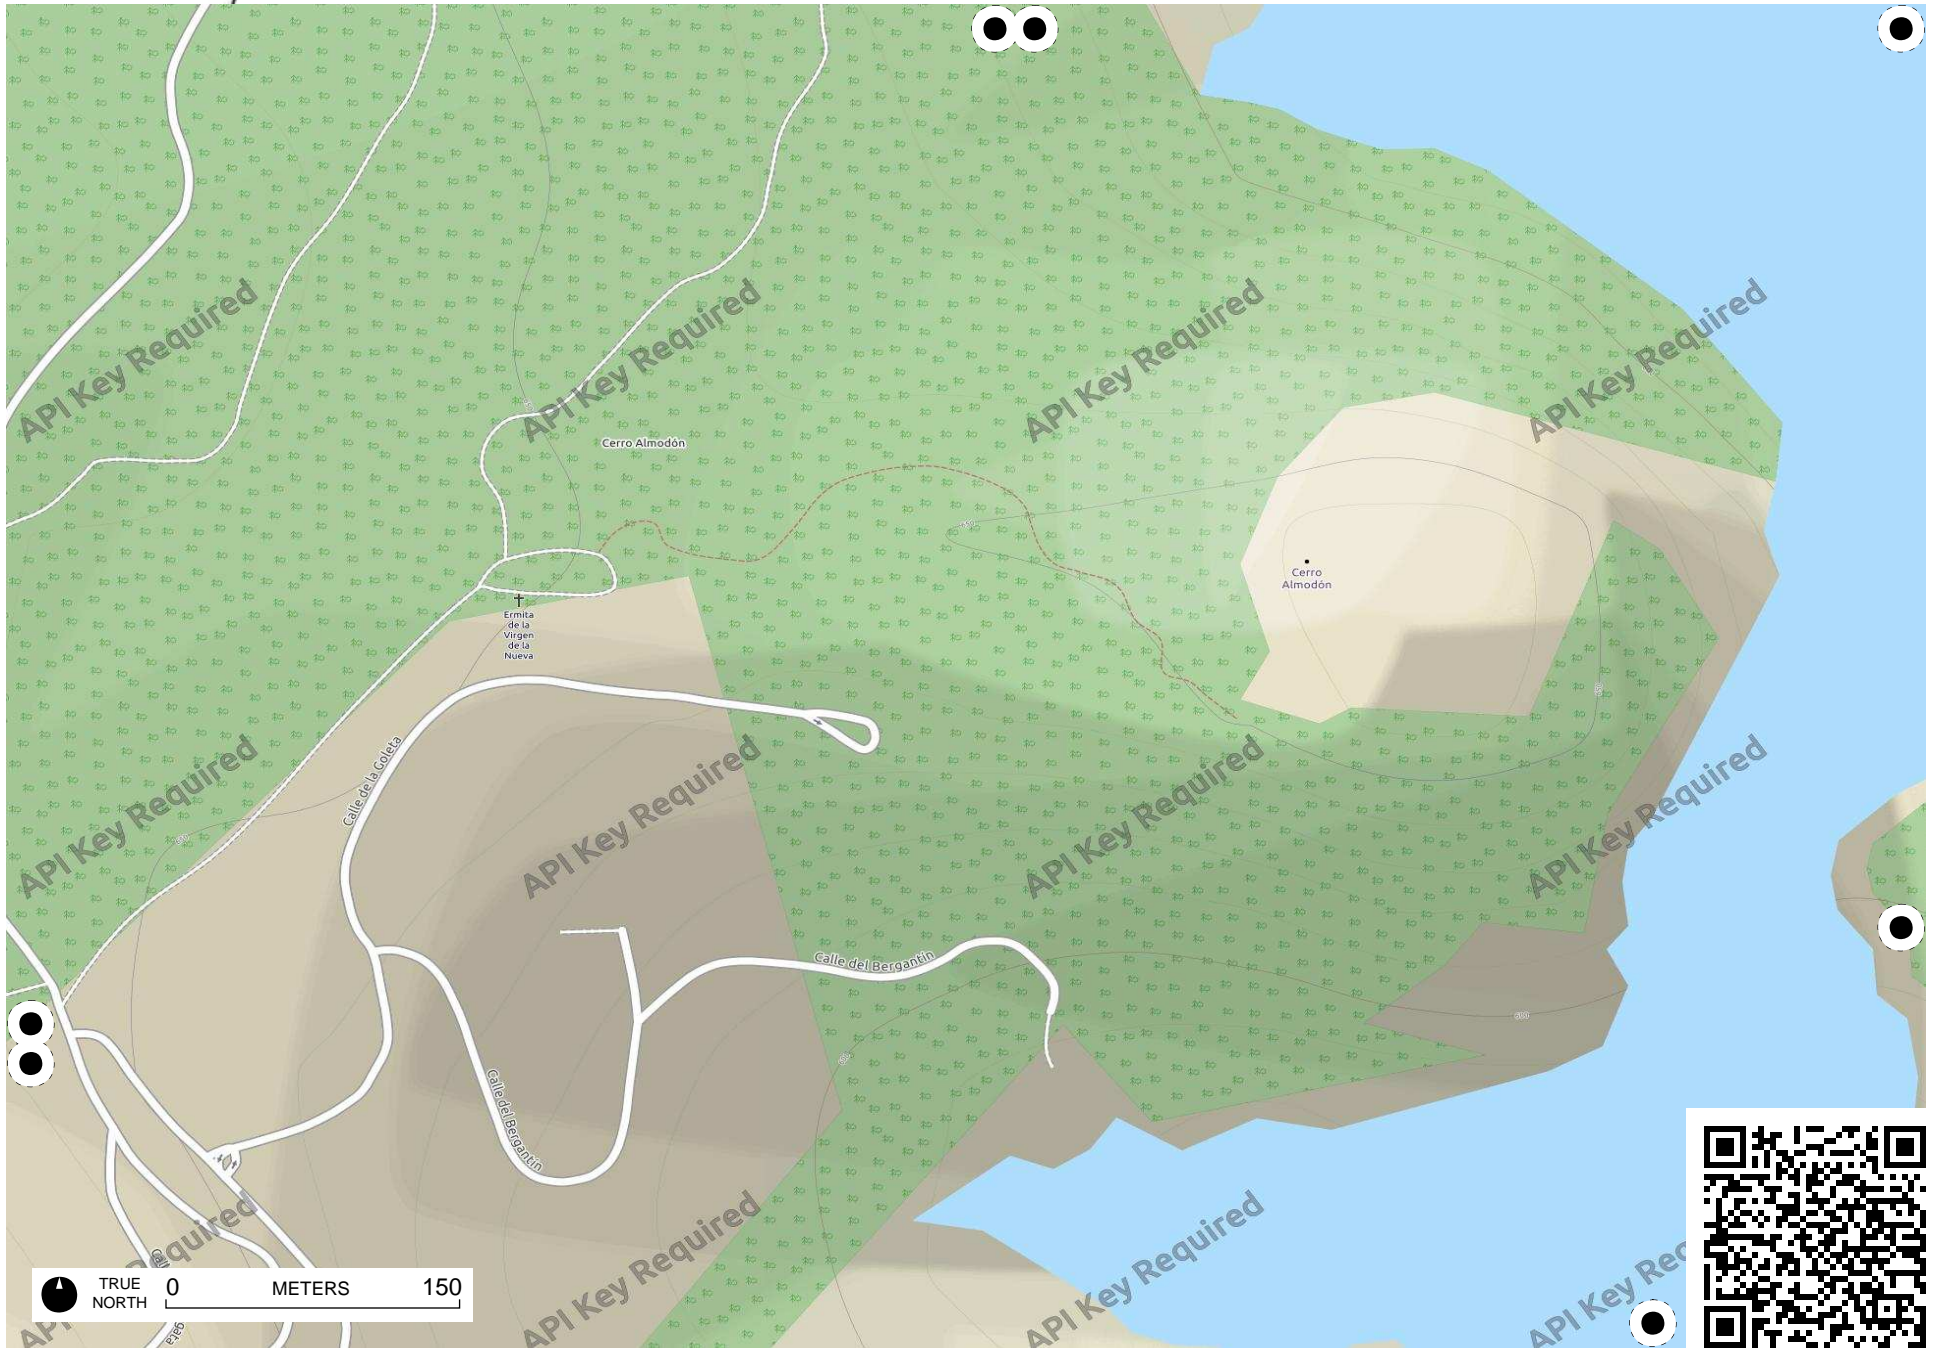 API Key Required
API Key Required
API Key Required
API Key Required
Cerro Almodón
Cerro
Almodón
Ermita
de la
Virgen
de la
Nueva
Calle de la Goleta
API Key Required
API Key Required
API Key Required
API Key Required
Calle del Bergantín
Calle del Bergantín
API Key Required
API Key Required
TRUE
NORTH
0 METERS 150